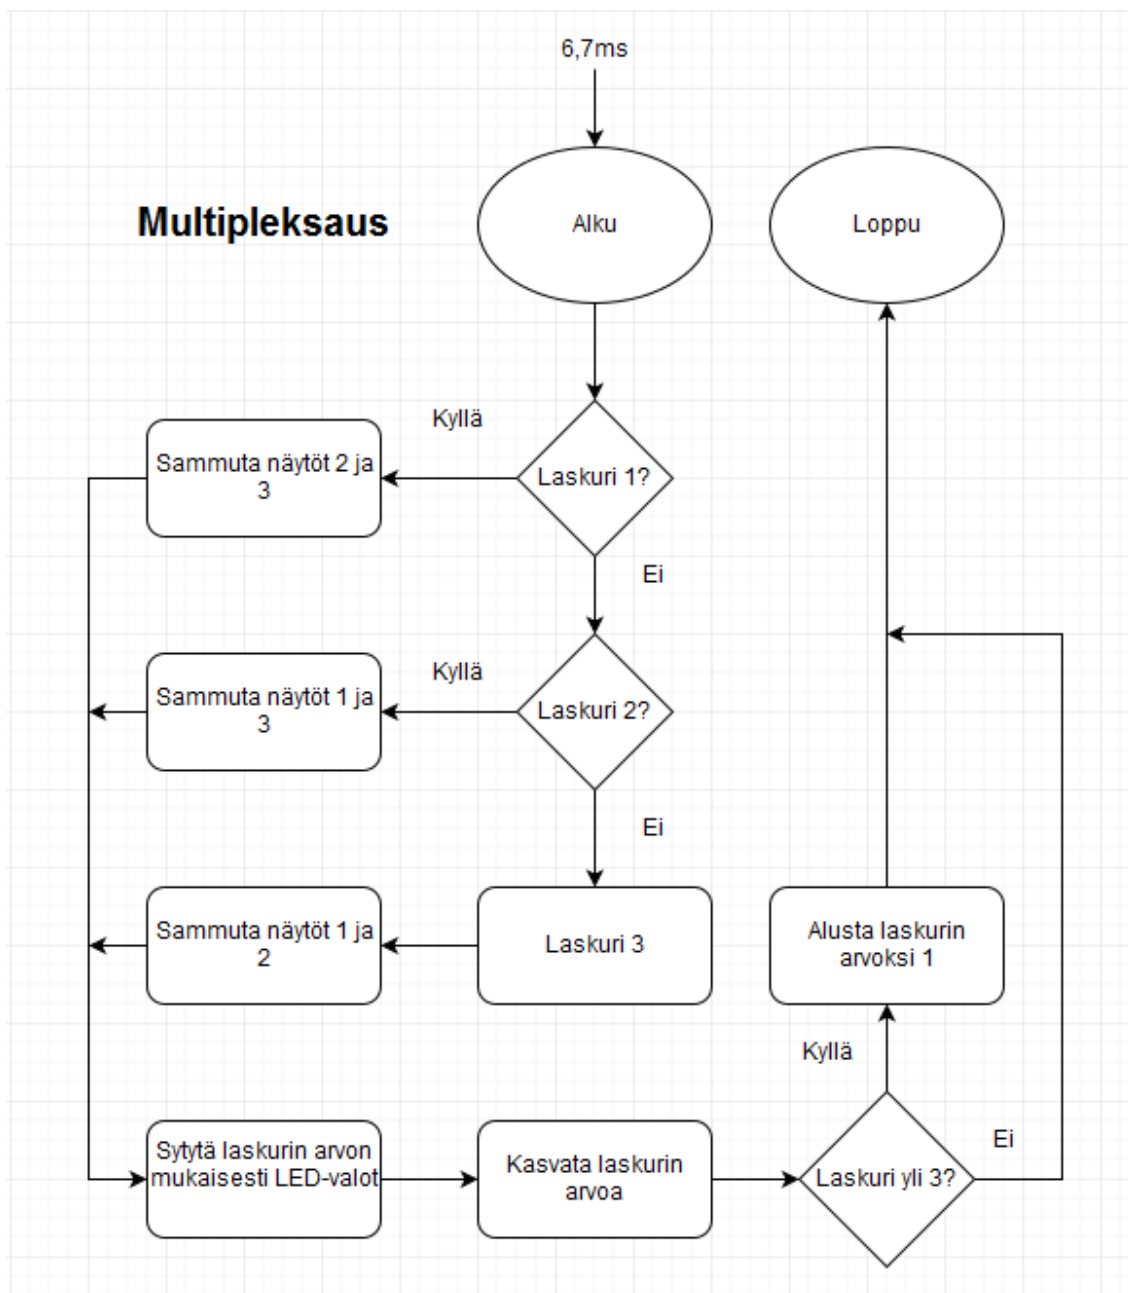 6,7ms
Multipleksaus
Alku
Loppu
Kyllä
Sammuta näytöt 2 ja
3
Laskuri 1?
Ei
Kyllä
Sammuta näytöt 1 ja
3
Laskuri 2?
Ei
Sammuta näytöt 1 ja
2
Laskuri 3
Alusta laskurin
arvoksi 1
Kyllä
Sytytä laskurin arvon
mukaisesti LED-valot
Kasvata laskurin
arvoa
Laskuri yli 3?
Ei